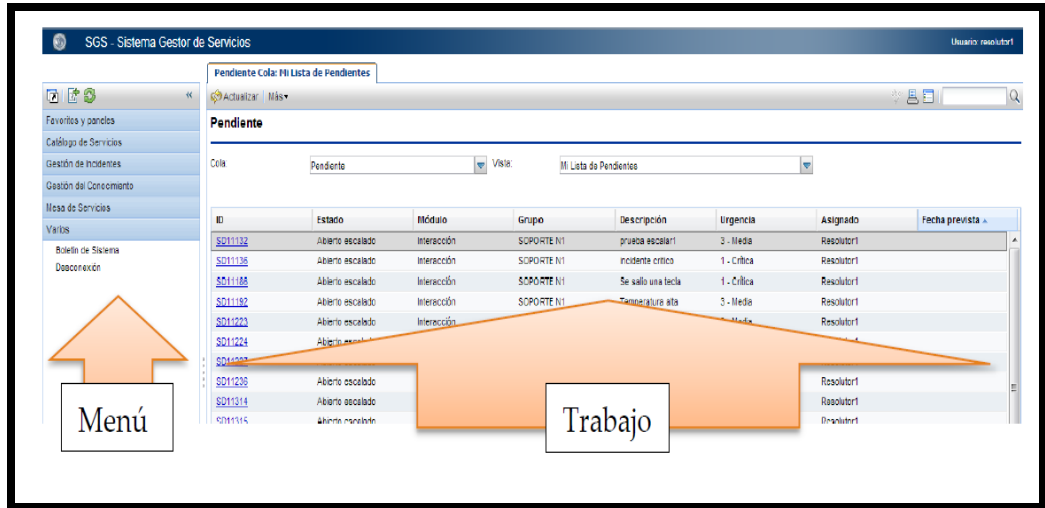 SGS - Sistema Gestor de Servicios
Usuario: resolutor1
Pendiente Cola: Mi Lista de Pendientes
Actualizar Más
Favoritos y paneles
Catálogo de Servicios
Gestión de Incidentes
Gestión del Conocimiento
Mesa de Servicios
Varios
Boletín de Sistema
Desconexión
Pendiente
Cola: Pendiente Vista: Mi Lista de Pendientes
ID Estado Módulo Grupo Descripción Urgencia Asignado Fecha prevista
SD11132 Abierto escalado Interacción SOPORTE N1 prueba escalar1 3 - Media Resolutor1
SD11136 Abierto escalado Interacción SOPORTE N1 incidente critico 1 - Crítica Resolutor1
SD11188 Abierto escalado Interacción SOPORTE N1 Se salio una tecla 1 - Crítica Resolutor1
SD11192 Abierto escalado Interacción SOPORTE N1 Temperatura alta 3 - Media Resolutor1
SD11223 Abierto escalado Interacción Resolutor1
SD11224 Abierto escalado
SD11236 Abierto escalado Resolutor1
SD11314 Abierto escalado Resolutor1
SD11315 Abierto escalado Resolutor1
Menú
Trabajo